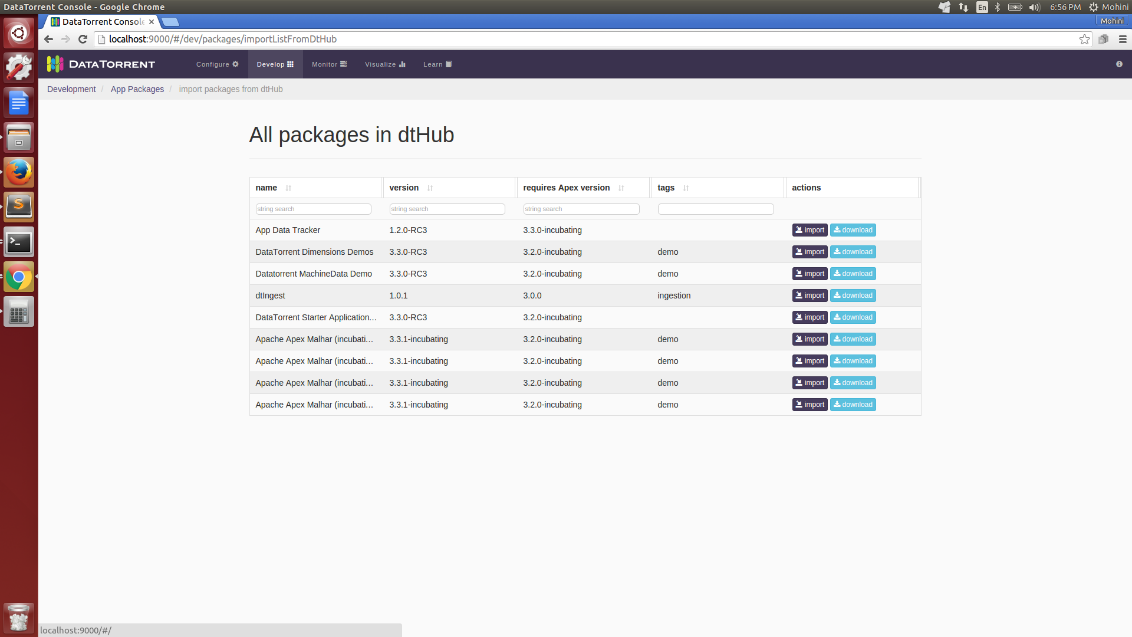 DataTorrent Console - Google Chrome
En
6:56 PM
Mohini
DataTorrent Console
Mohini
localhost:9000/#/dev/packages/importListFromDtHub
DATATORRENT
Configure
Develop
Monitor
Visualize
Learn
Development / App Packages / import packages from dtHub
All packages in dtHub
name version requires Apex version tags actions
string search string search string search
App Data Tracker 1.2.0-RC3 3.3.0-incubating import download
DataTorrent Dimensions Demos 3.3.0-RC3 3.2.0-incubating demo import download
Datatorrent MachineData Demo 3.3.0-RC3 3.2.0-incubating demo import download
dtIngest 1.0.1 3.0.0 ingestion import download
DataTorrent Starter Application... 3.3.0-RC3 3.2.0-incubating import download
Apache Apex Malhar (incubati... 3.3.1-incubating 3.2.0-incubating demo import download
Apache Apex Malhar (incubati... 3.3.1-incubating 3.2.0-incubating demo import download
Apache Apex Malhar (incubati... 3.3.1-incubating 3.2.0-incubating demo import download
Apache Apex Malhar (incubati... 3.3.1-incubating 3.2.0-incubating demo import download
localhost:9000/#/